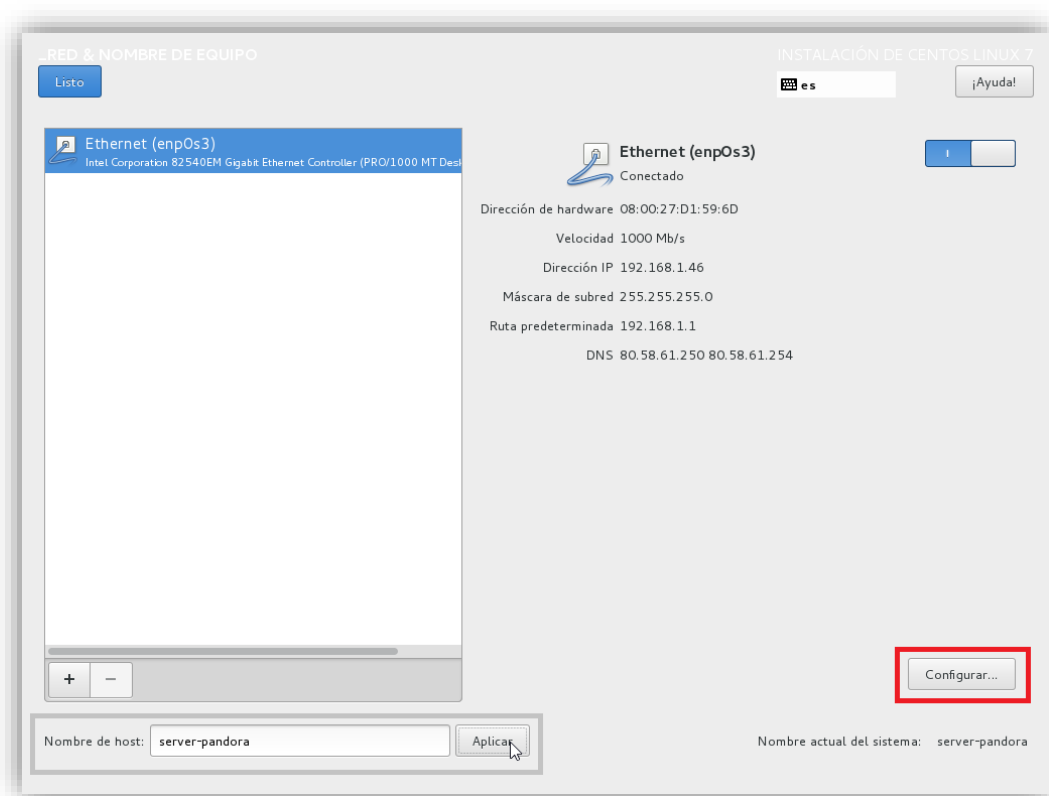 RED & NOMBRE DE EQUIPO
INSTALACIÓN DE CENTOS LINUX 7
Listo
es
¡Ayuda!
Ethernet (enp0s3)
Intel Corporation 82540EM Gigabit Ethernet Controller (PRO/1000 MT Desk
Ethernet (enp0s3)
Conectado
Dirección de hardware 08:00:27:D1:59:6D
Velocidad 1000 Mb/s
Dirección IP 192.168.1.46
Máscara de subred 255.255.255.0
Ruta predeterminada 192.168.1.1
DNS 80.58.61.250 80.58.61.254
+ −
Configurar...
Nombre de host: server-pandora Aplicar
Nombre actual del sistema: server-pandora